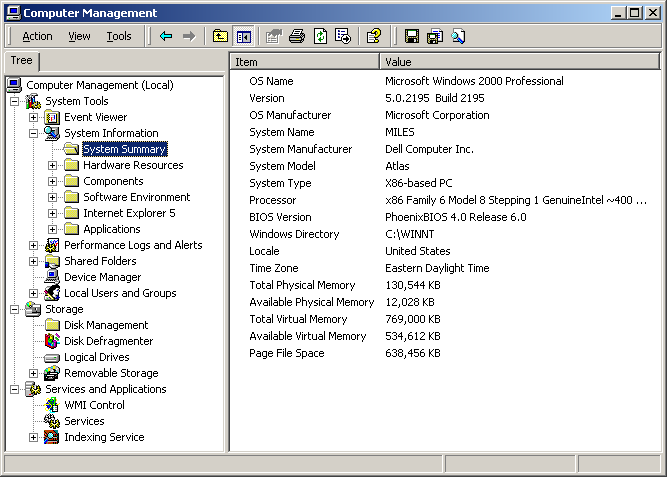 Computer Management
Action View Tools
Tree
Computer Management (Local)
System Tools
Event Viewer
System Information
System Summary
Hardware Resources
Components
Software Environment
Internet Explorer 5
Applications
Performance Logs and Alerts
Shared Folders
Device Manager
Local Users and Groups
Storage
Disk Management
Disk Defragmenter
Logical Drives
Removable Storage
Services and Applications
WMI Control
Services
Indexing Service
Item Value
OS Name Microsoft Windows 2000 Professional
Version 5.0.2195 Build 2195
OS Manufacturer Microsoft Corporation
System Name MILES
System Manufacturer Dell Computer Inc.
System Model Atlas
System Type X86-based PC
Processor x86 Family 6 Model 8 Stepping 1 GenuineIntel ~400 ...
BIOS Version PhoenixBIOS 4.0 Release 6.0
Windows Directory C:\WINNT
Locale United States
Time Zone Eastern Daylight Time
Total Physical Memory 130,544 KB
Available Physical Memory 12,028 KB
Total Virtual Memory 769,000 KB
Available Virtual Memory 534,612 KB
Page File Space 638,456 KB